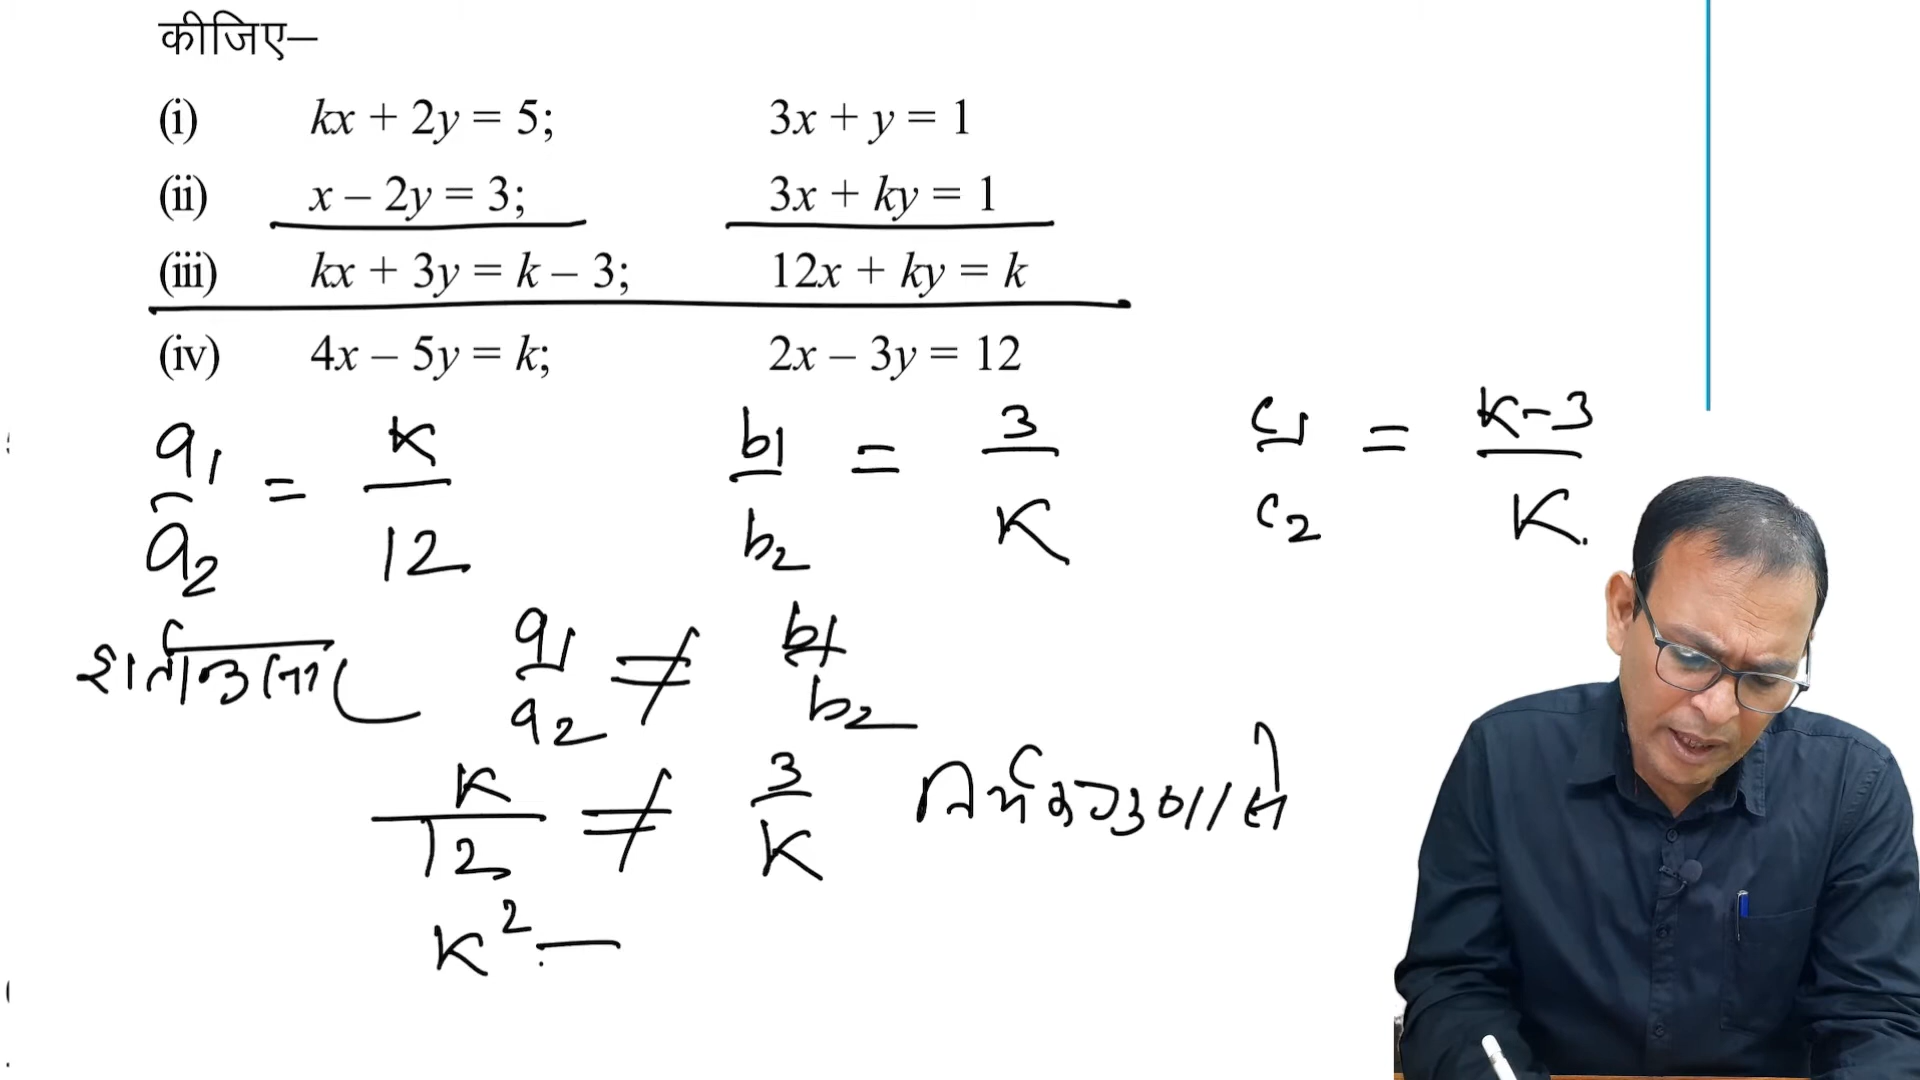 कीजिए—
(i) kx + 2y = 5; 3x + y = 1
(ii) x – 2y = 3; 3x + ky = 1
(iii) kx + 3y = k – 3; 12x + ky = k
(iv) 4x – 5y = k; 2x – 3y = 12
a1/a2 = K/12 b1/b2 = 3/K c1/c2 = K-3/K
a1/a2 ≠ b1/b2
K/12 ≠ 3/K
K² =